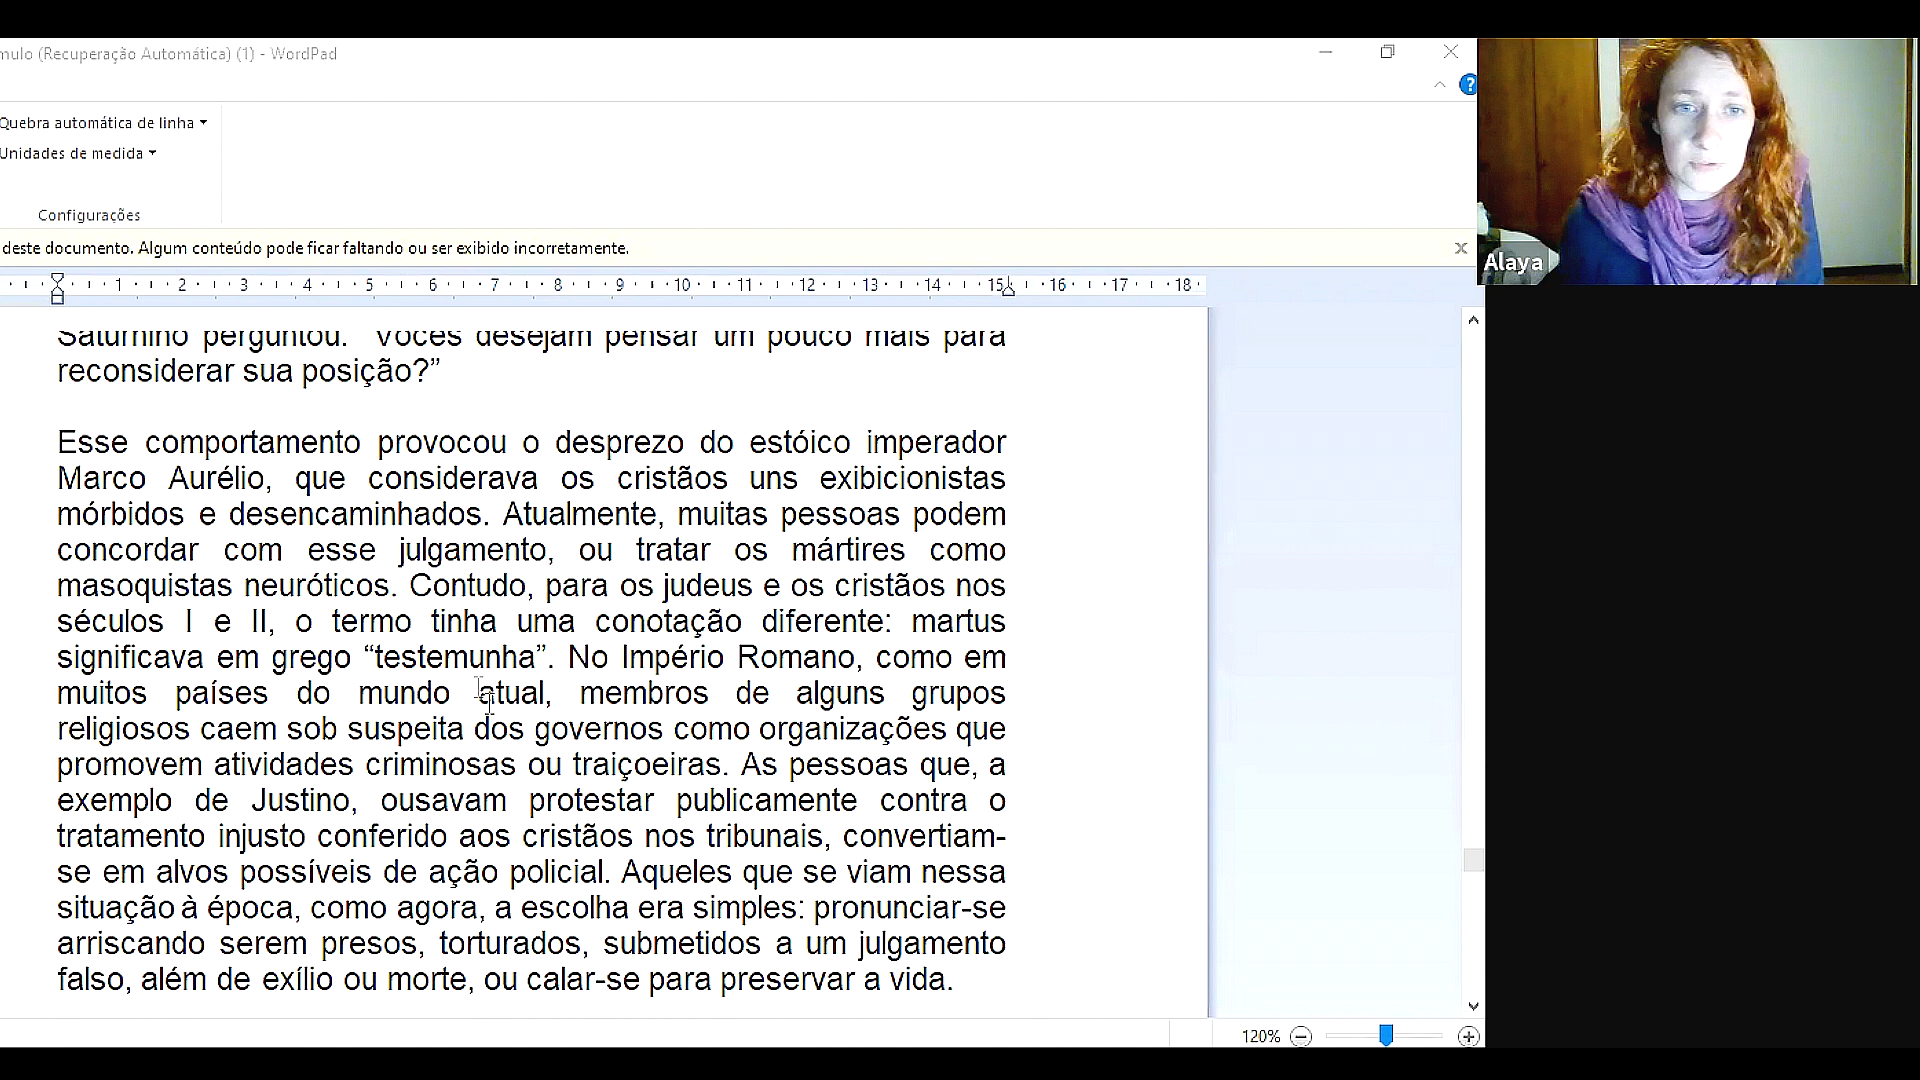 mulo (Recuperação Automática) (1) - WordPad
Quebra automática de linha
Unidades de medida
Configurações
deste documento. Algum conteúdo pode ficar faltando ou ser exibido incorretamente.
Alaya
1 2 3 4 5 6 7 8 9 10 11 12 13 14 15 16 17 18
Saturnino perguntou. “Vocês desejam pensar um pouco mais para
reconsiderar sua posição?”
Esse comportamento provocou o desprezo do estóico imperador
Marco Aurélio, que considerava os cristãos uns exibicionistas
mórbidos e desencaminhados. Atualmente, muitas pessoas podem
concordar com esse julgamento, ou tratar os mártires como
masoquistas neuróticos. Contudo, para os judeus e os cristãos nos
séculos I e II, o termo tinha uma conotação diferente: martus
significava em grego “testemunha”. No Império Romano, como em
muitos países do mundo atual, membros de alguns grupos
religiosos caem sob suspeita dos governos como organizações que
promovem atividades criminosas ou traiçoeiras. As pessoas que, a
exemplo de Justino, ousavam protestar publicamente contra o
tratamento injusto conferido aos cristãos nos tribunais, convertiam-
se em alvos possíveis de ação policial. Aqueles que se viam nessa
situação à época, como agora, a escolha era simples: pronunciar-se
arriscando serem presos, torturados, submetidos a um julgamento
falso, além de exílio ou morte, ou calar-se para preservar a vida.
120%